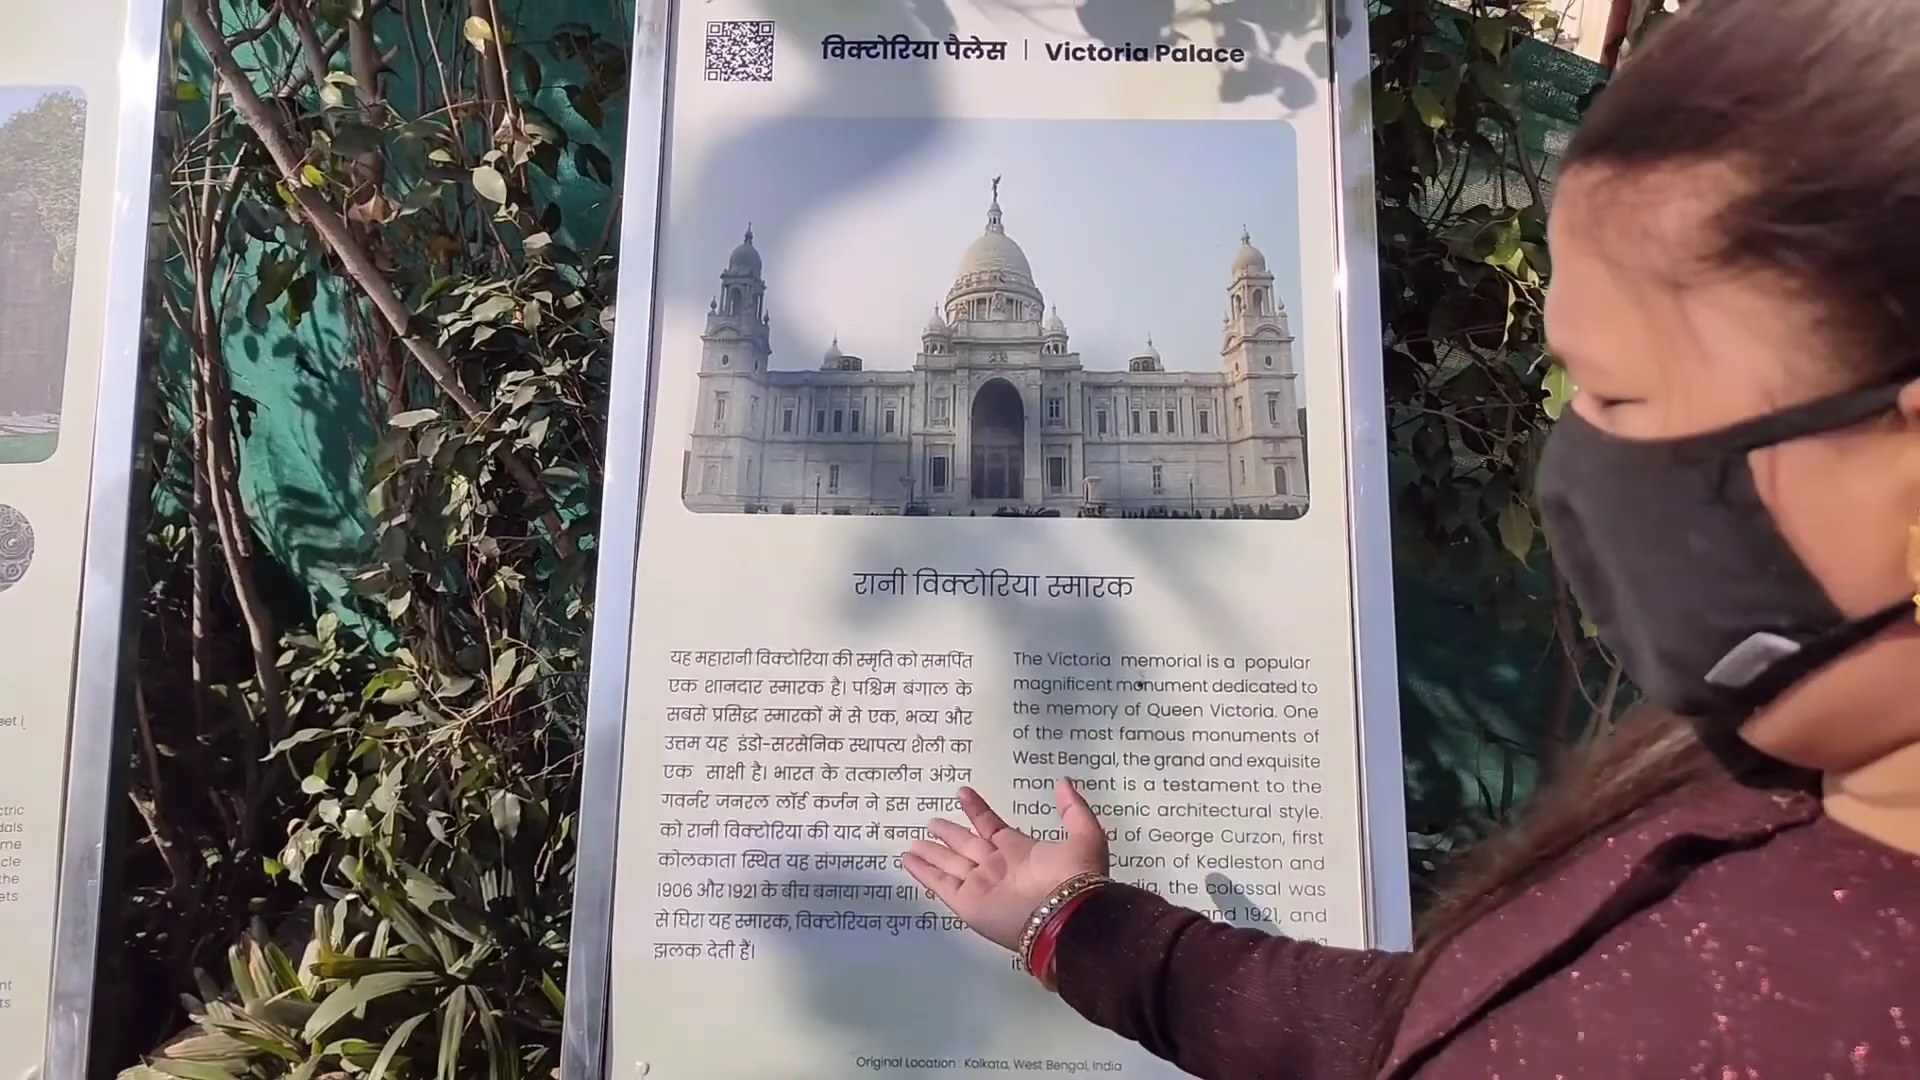 विक्टोरिया पैलेस | Victoria Palace
रानी विक्टोरिया स्मारक
यह महारानी विक्टोरिया की स्मृति को समर्पित
एक शानदार स्मारक है। पश्चिम बंगाल के
सबसे प्रसिद्ध स्मारकों में से एक, भव्य और
उत्तम यह इंडो-सरसेनिक स्थापत्य शैली का
एक साक्षी है। भारत के तत्कालीन अंग्रेज
गवर्नर जनरल लॉर्ड कर्जन ने इस स्मारक
को रानी विक्टोरिया की याद में
कोलकाता स्थित यह संगमरमर
1906 और 1921 के बीच बनाया गया था।
से घिरा यह स्मारक, विक्टोरियन युग की एक
झलक देती हैं।
The Victoria memorial is a popular
magnificent monument dedicated to
the memory of Queen Victoria. One
of the most famous monuments of
West Bengal, the grand and exquisite
monument is a testament to the
architectural style.
of George Curzon, first
Curzon of Kedleston and
the colossal was
and 1921, and
Original Location : Kolkata, West Bengal, India
cle
the